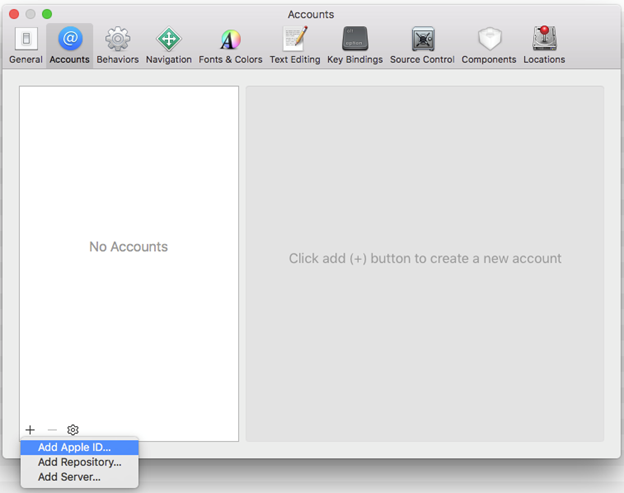 Accounts
General Accounts Behaviors Navigation Fonts & Colors Text Editing Key Bindings Source Control Components Locations
No Accounts
Click add (+) button to create a new account
Add Apple ID...
Add Repository...
Add Server...